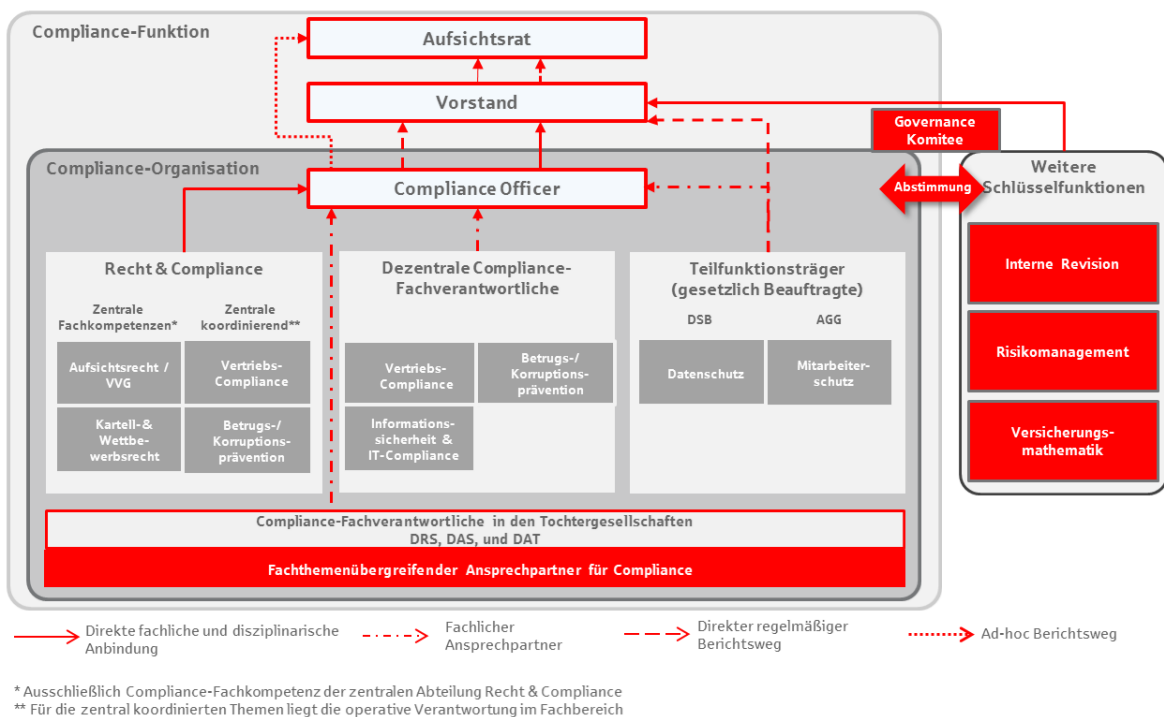 Compliance-Funktion
Aufsichtsrat
Vorstand
Governance
Komitee
Compliance-Organisation
Compliance Officer
Abstimmung
Weitere
Schlüsselfunktionen
Recht & Compliance
Zentrale
Fachkompetenzen*
Zentrale
koordinierend**
Aufsichtsrecht /
VVG
Vertriebs-
Compliance
Kartell- &
Wettbe-
werbsrecht
Betrugs-/
Korruptions-
prävention
Dezentrale Compliance-
Fachverantwortliche
Vertriebs-
Compliance
Betrugs-/
Korruptions-
prävention
Informations-
sicherheit &
IT-Compliance
Teilfunktionsträger
(gesetzlich Beauftragte)
DSB
AGG
Datenschutz
Mitarbeiter-
schutz
Interne Revision
Risikomanagement
Versicherungs-
mathematik
Compliance-Fachverantwortliche in den Tochtergesellschaften
DRS, DAS, und DAT
Fachthemenübergreifender Ansprechpartner für Compliance
Direkte fachliche und disziplinarische
Anbindung
Fachlicher
Ansprechpartner
Direkter regelmäßiger
Berichtsweg
Ad-hoc Berichtsweg
* Ausschließlich Compliance-Fachkompetenz der zentralen Abteilung Recht & Compliance
** Für die zentral koordinierten Themen liegt die operative Verantwortung im Fachbereich